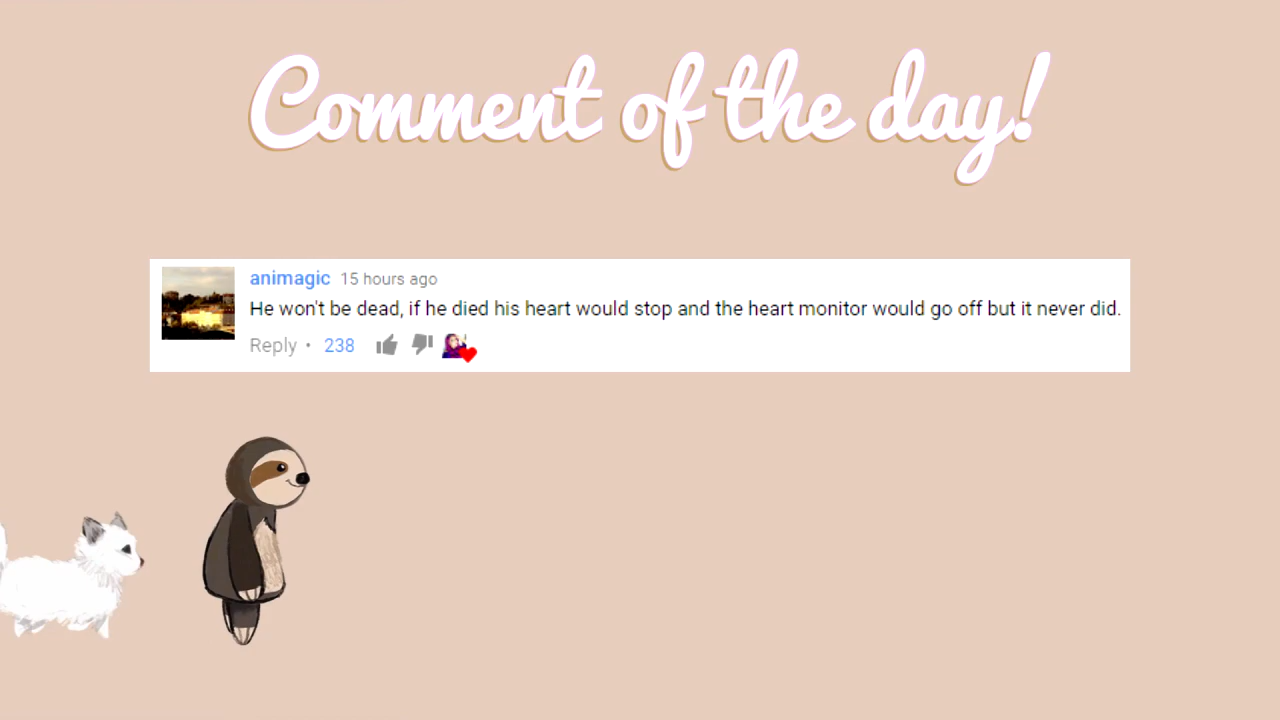 Comment of the day!
animagic 15 hours ago
He won't be dead, if he died his heart would stop and the heart monitor would go off but it never did.
Reply • 238